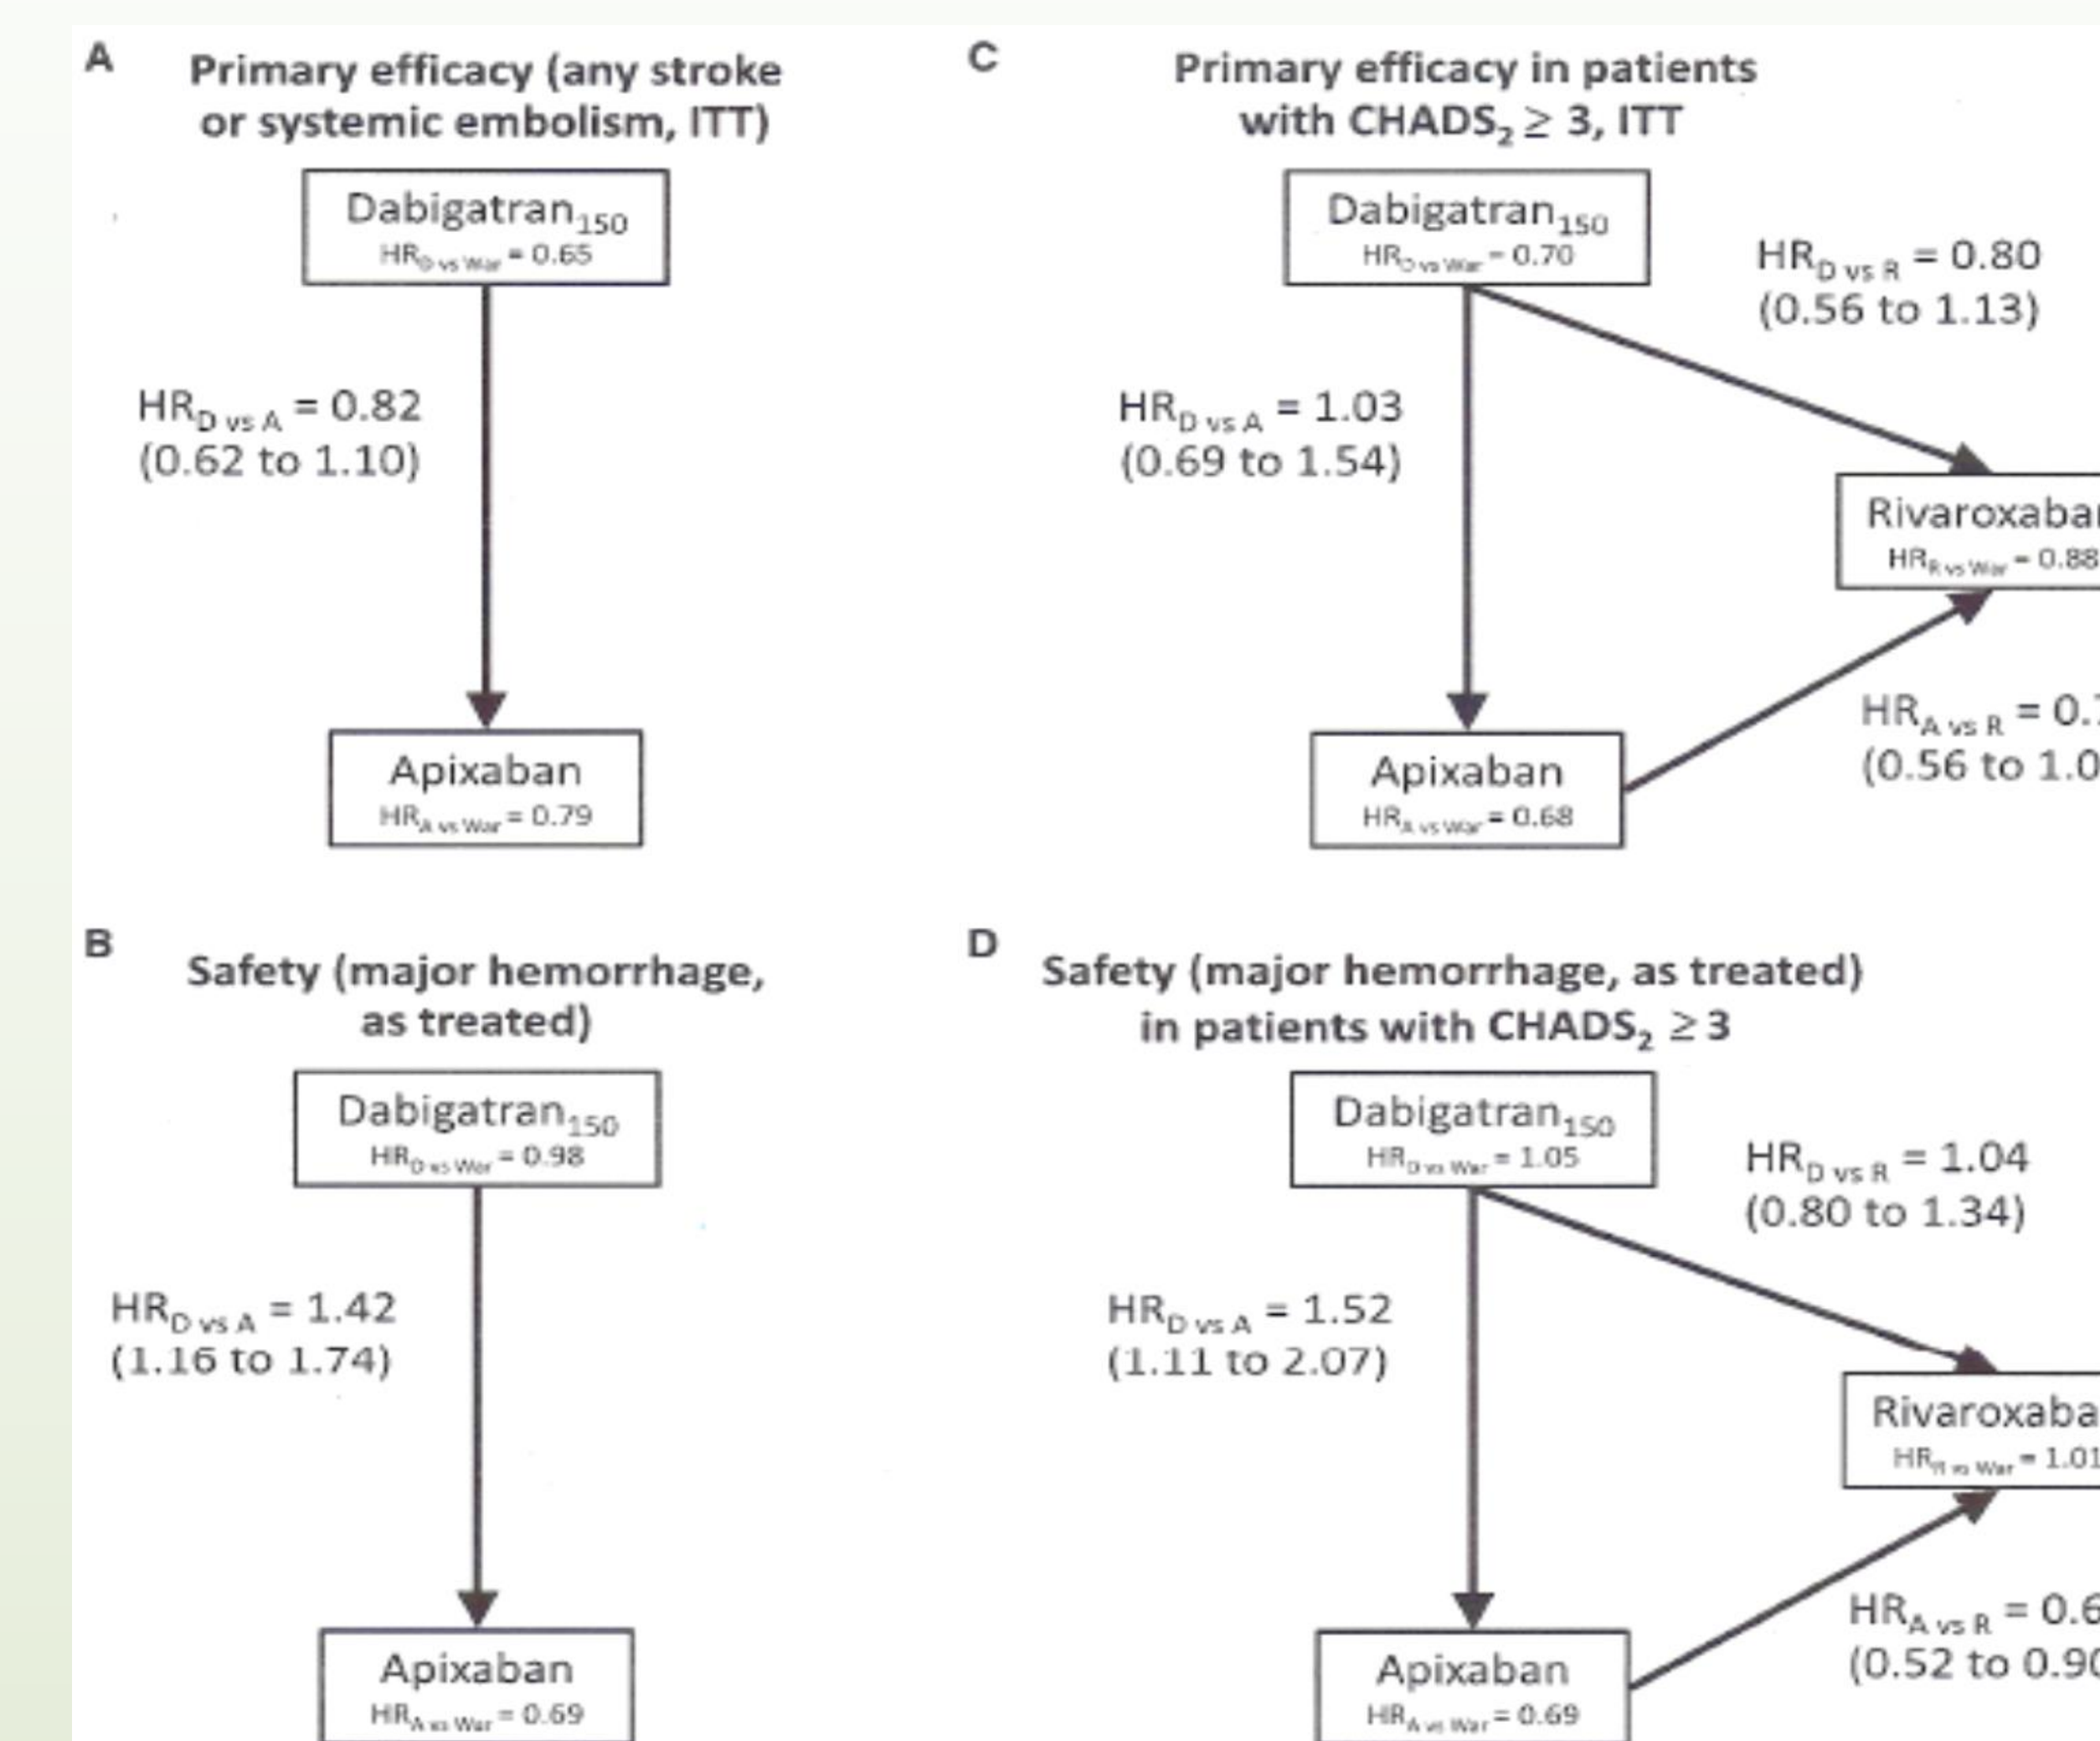 A
Primary efficacy (any stroke
or systemic embolism, ITT)
Dabigatran150
HRD vs War = 0.65
HRD vs A = 0.82
(0.62 to 1.10)
Apixaban
HRA vs War = 0.79
B
Safety (major hemorrhage,
as treated)
Dabigatran150
HRD vs War = 0.98
HRD vs A = 1.42
(1.16 to 1.74)
Apixaban
HRA vs War = 0.69
C
Primary efficacy in patients
with CHADS2 ≥ 3, ITT
Dabigatran150
HRD vs War = 0.70
HRD vs R = 0.80
(0.56 to 1.13)
HRD vs A = 1.03
(0.69 to 1.54)
Rivaroxaban
HRR vs War = 0.88
HRA vs R = 0.
(0.56 to 1.0
Apixaban
HRA vs War = 0.68
D
Safety (major hemorrhage, as treated)
in patients with CHADS2 ≥ 3
Dabigatran150
HRD vs War = 1.05
HRD vs R = 1.04
(0.80 to 1.34)
HRD vs A = 1.52
(1.11 to 2.07)
Rivaroxaba
HRR vs War = 1.01
HRA vs R = 0.6
(0.52 to 0.90
Apixaban
HRA vs War = 0.69